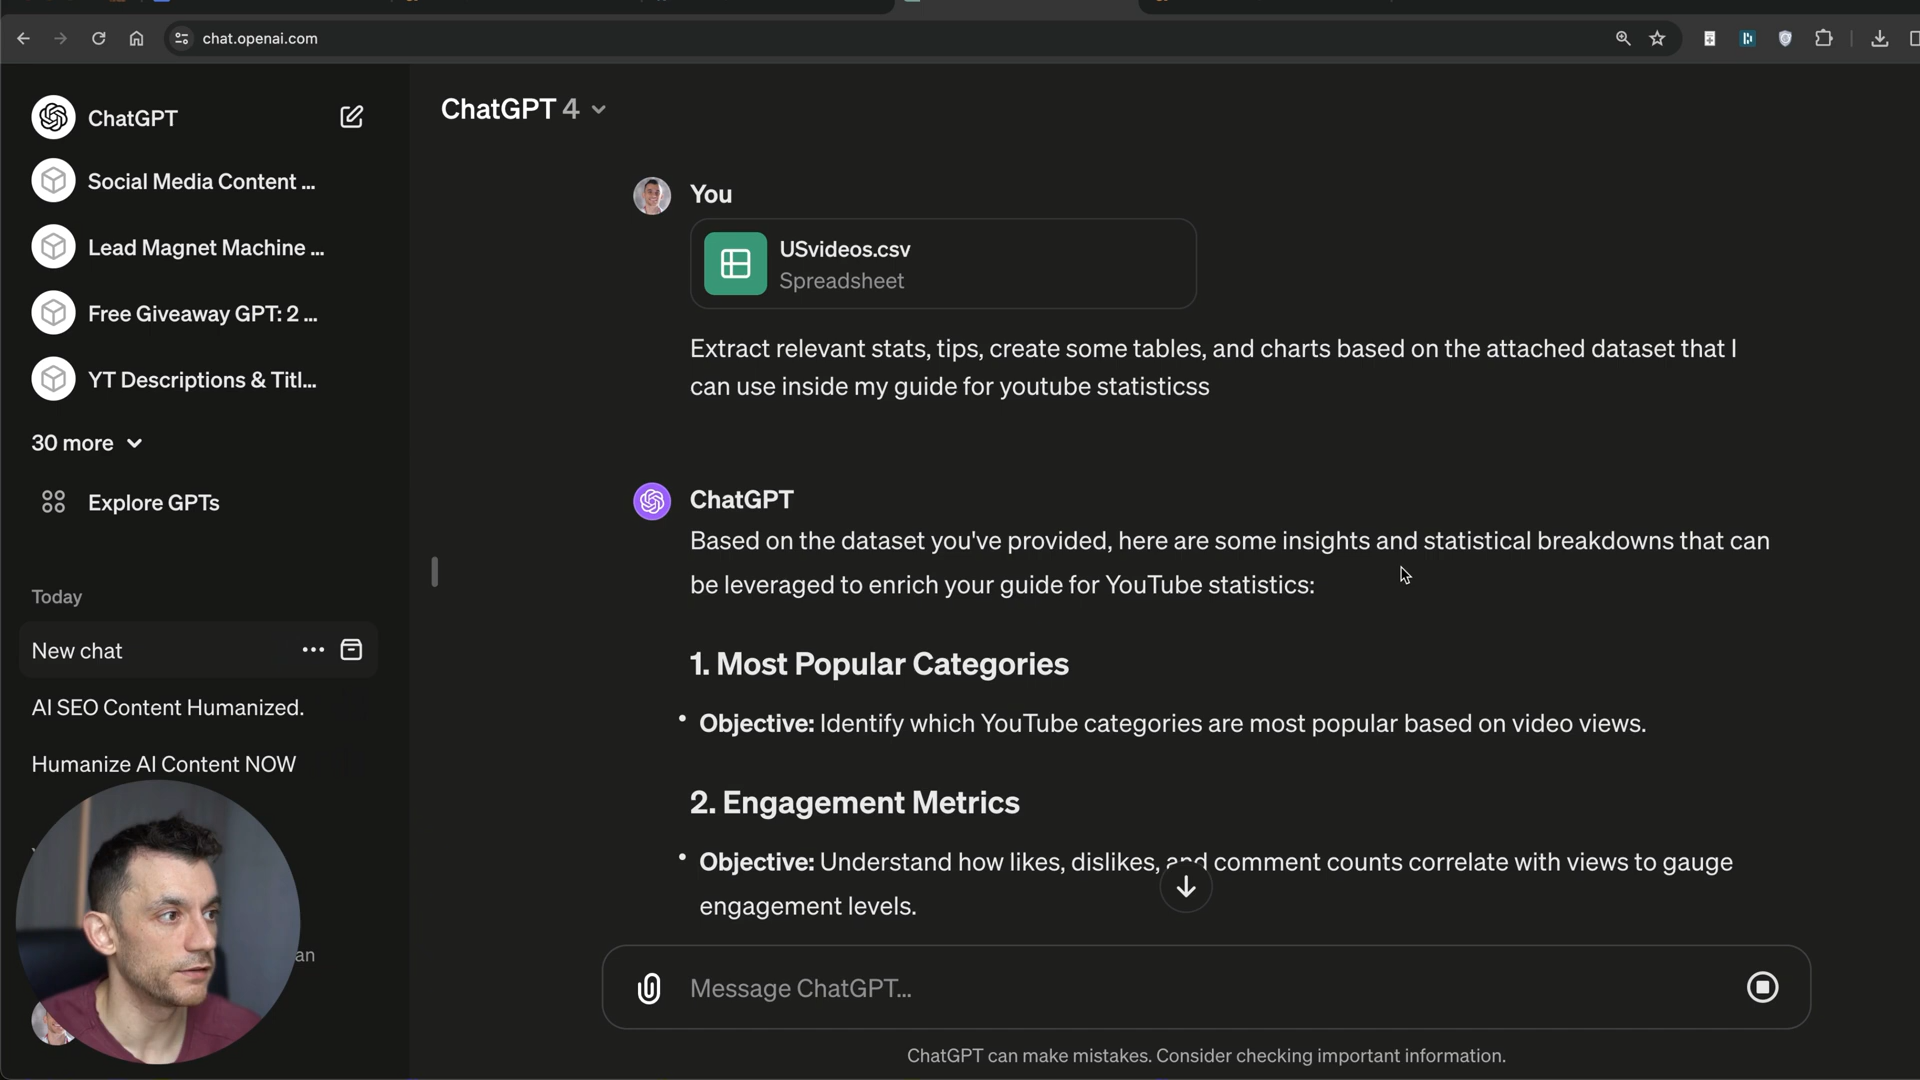 chat.openai.com
ChatGPT
Social Media Content ...
Lead Magnet Machine ...
Free Giveaway GPT: 2 ...
YT Descriptions & Titl...
30 more
Explore GPTs
Today
New chat
AI SEO Content Humanized.
Humanize AI Content NOW
an
ChatGPT 4
You
USvideos.csv
Spreadsheet
Extract relevant stats, tips, create some tables, and charts based on the attached dataset that I
can use inside my guide for youtube statisticss
ChatGPT
Based on the dataset you've provided, here are some insights and statistical breakdowns that can
be leveraged to enrich your guide for YouTube statistics:
1. Most Popular Categories
• Objective: Identify which YouTube categories are most popular based on video views.
2. Engagement Metrics
• Objective: Understand how likes, dislikes, and comment counts correlate with views to gauge
engagement levels.
Message ChatGPT...
ChatGPT can make mistakes. Consider checking important information.